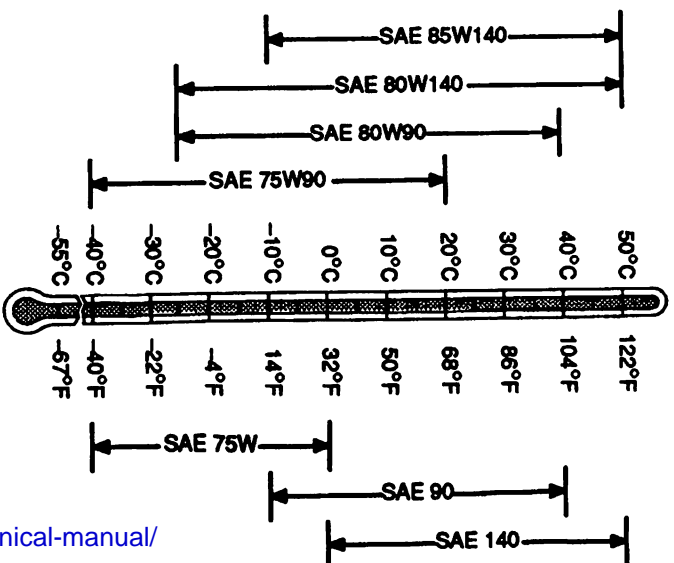 SAE 85W140
SAE 80W140
SAE 80W90
SAE 75W90
-55°C -40°C -30°C -20°C -10°C 0°C 10°C 20°C 30°C 40°C 50°C
-67°F -40°F -22°F -4°F 14°F 32°F 50°F 68°F 86°F 104°F 122°F
SAE 75W
SAE 90
SAE 140
nical-manual/